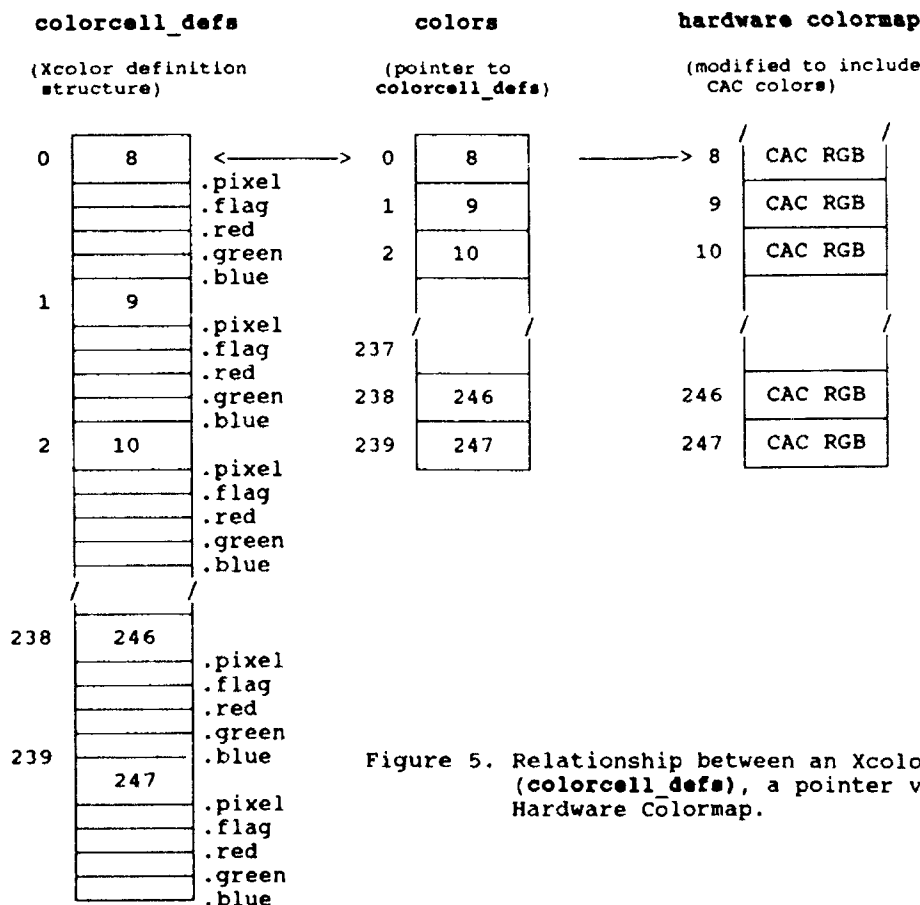 colorcell_defs
(Xcolor definition
structure)
0 8
.pixel
.flag
.red
.green
.blue
1 9
.pixel
.flag
.red
.green
.blue
2 10
.pixel
.flag
.red
.green
.blue
238 246
.pixel
.flag
.red
.green
239 .blue
247
.pixel
.flag
.red
.green
.blue
colors
(pointer to
colorcell_defs)
<————> 0 8
1 9
2 10
237
238 246
239 247
hardware colormap
(modified to include
CAC colors)
————> 8 CAC RGB
9 CAC RGB
10 CAC RGB
246 CAC RGB
247 CAC RGB
Figure 5. Relationship between an Xcolo
(colorcell_defs), a pointer v
Hardware Colormap.